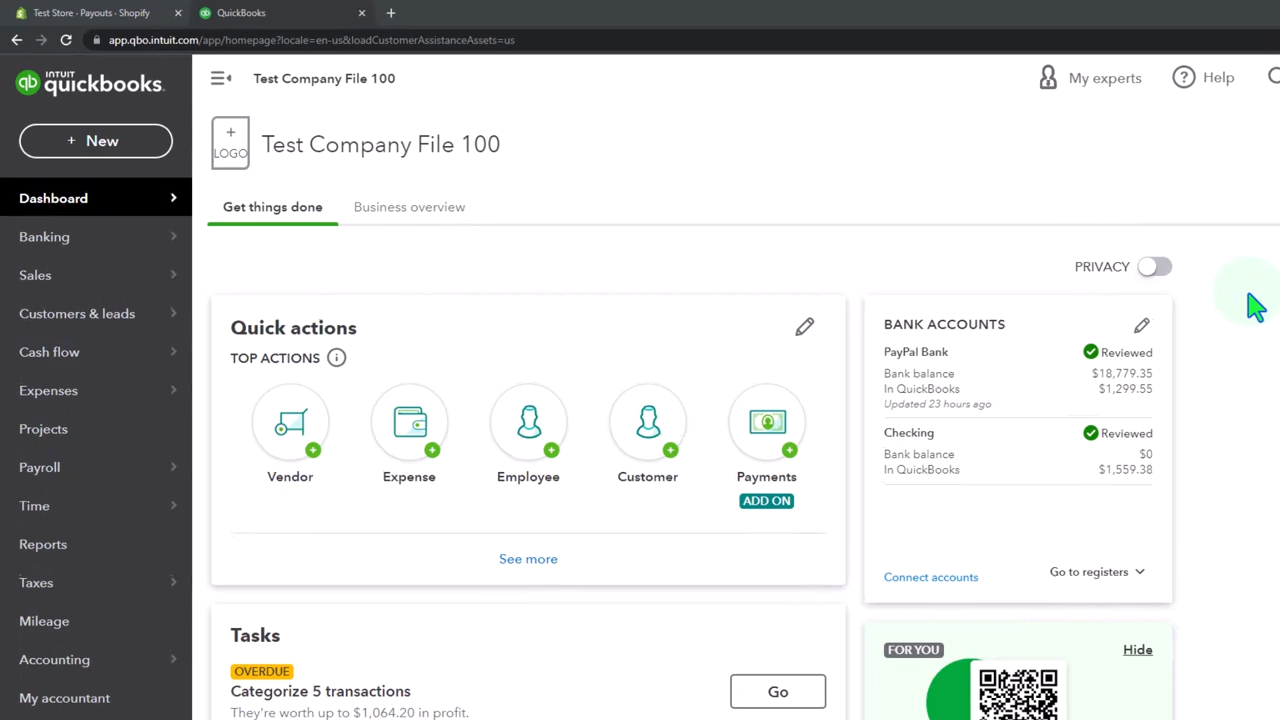 Test Store - Payouts · Shopify
QuickBooks
app.qbo.intuit.com/app/homepage?locale=en-us&loadCustomerAssistanceAssets=us
INTUIT
quickbooks.
qb
+ New
Dashboard
Banking
Sales
Customers & leads
Cash flow
Expenses
Projects
Payroll
Time
Reports
Taxes
Mileage
Accounting
My accountant
Test Company File 100
My experts
Help
+
LOGO
Test Company File 100
Get things done
Business overview
PRIVACY
Quick actions
TOP ACTIONS
Vendor
Expense
Employee
Customer
Payments
ADD ON
See more
Tasks
OVERDUE
Categorize 5 transactions
They're worth up to $1,064.20 in profit.
Go
BANK ACCOUNTS
PayPal Bank Reviewed
Bank balance $18,779.35
In QuickBooks $1,299.55
Updated 23 hours ago
Checking Reviewed
Bank balance $0
In QuickBooks $1,559.38
Connect accounts
Go to registers
FOR YOU
Hide